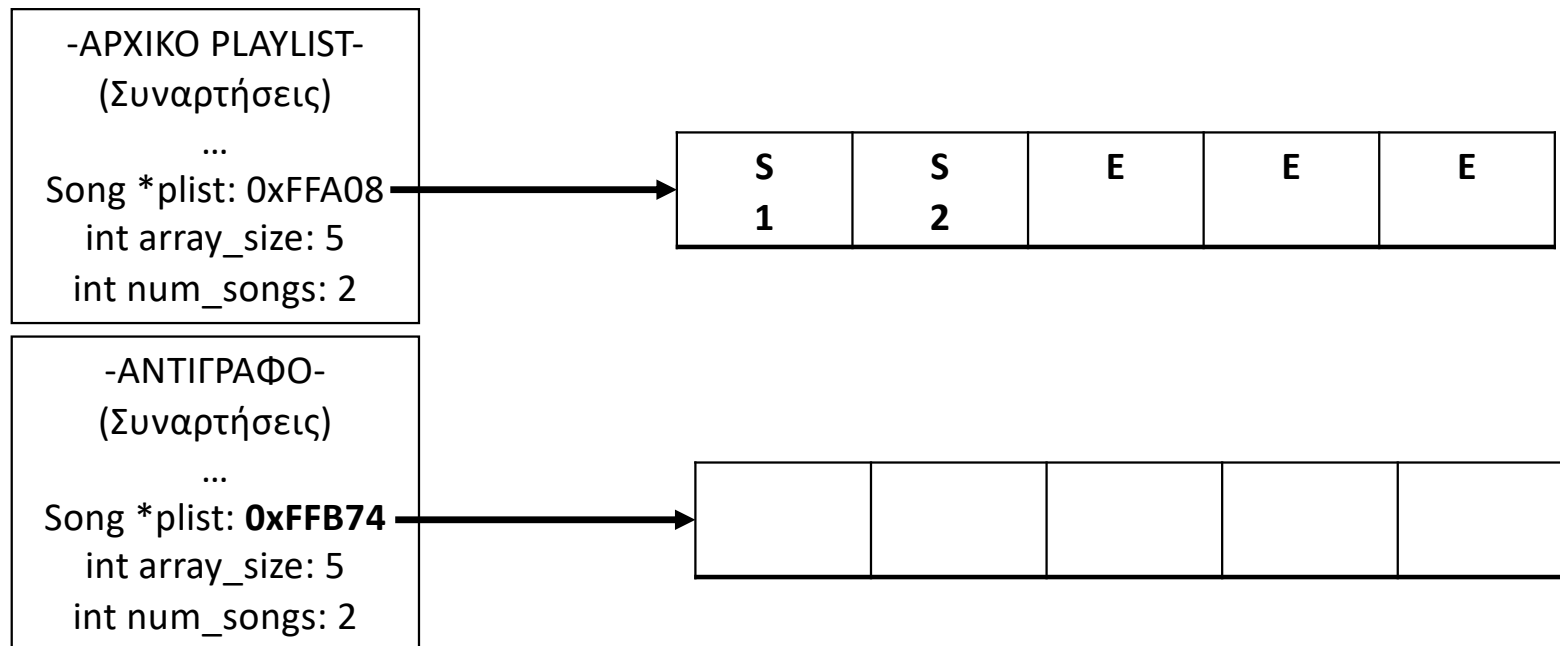 -ΑΡΧΙΚΟ PLAYLIST-
(Συναρτήσεις)
...
Song *plist: 0xFFA08
int array_size: 5
int num_songs: 2
S S E E E
1 2
-ΑΝΤΙΓΡΑΦΟ-
(Συναρτήσεις)
...
Song *plist: 0xFFB74
int array_size: 5
int num_songs: 2